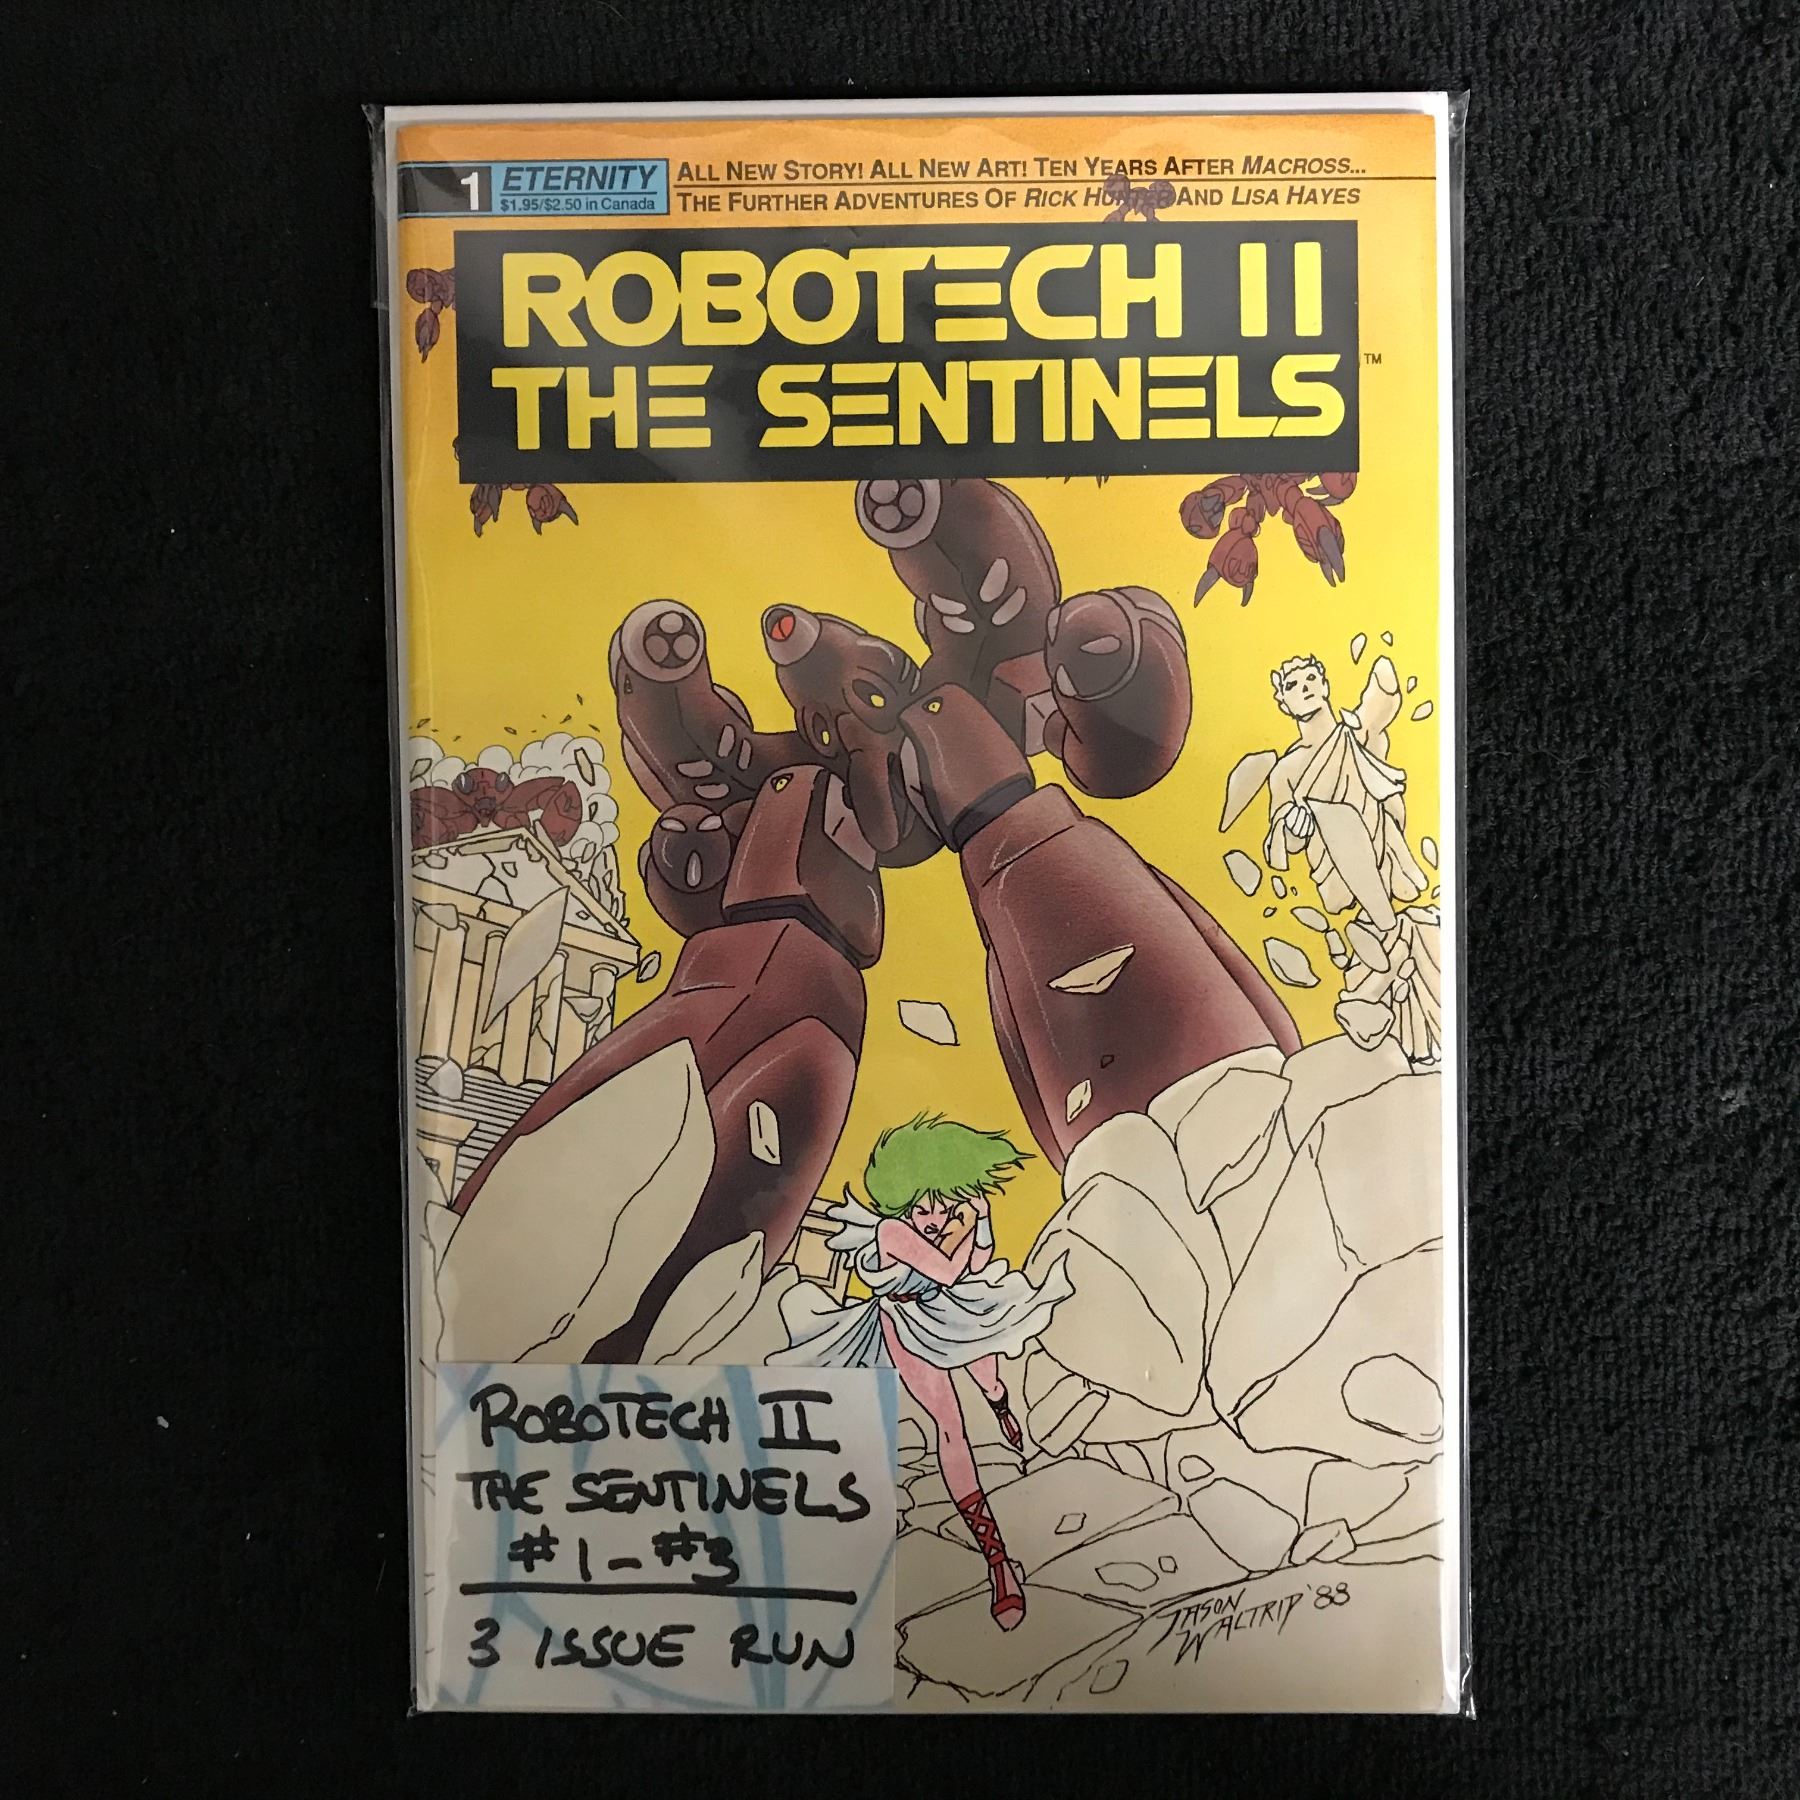 1
ETERNITY
$1.95/$2.50 in Canada
ALL NEW STORY! ALL NEW ART! TEN YEARS AFTER MACROSS...
THE FURTHER ADVENTURES OF RICK HUNTER AND LISA HAYES
ROBOTECH II
THE SENTINELS
TM
ROBOTECH II
THE SENTINELS
#1-#3
3 ISSUE RUN
JASON
WALTRIP '88